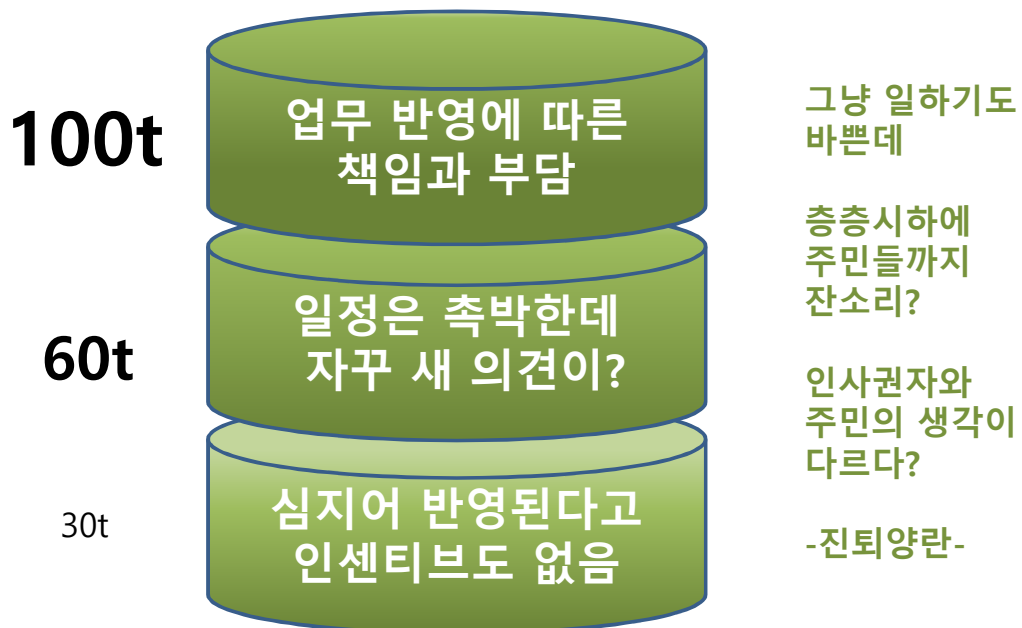 100t
업무 반영에 따른
책임과 부담
60t
일정은 촉박한데
자꾸 새 의견이?
30t
심지어 반영된다고
인센티브도 없음
그냥 일하기도
바쁜데
층층시하에
주민들까지
잔소리?
인사권자와
주민의 생각이
다르다?
-진퇴양란-